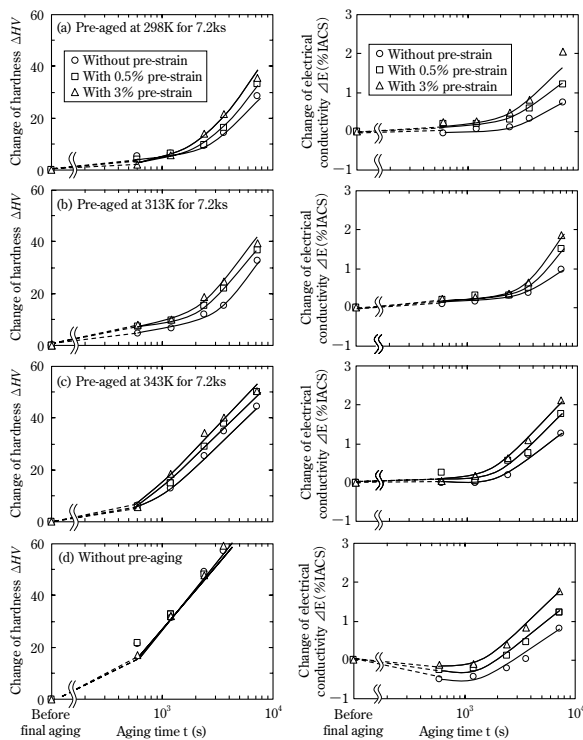 (a) Pre-aged at 298K for 7.2ks
Without pre-strain
With 0.5% pre-strain
With 3% pre-strain
Change of hardness ΔHV
60
40
20
0
Without pre-strain
With 0.5% pre-strain
With 3% pre-strain
Change of electrical
conductivity ΔE (%IACS)
3
2
1
0
−1
(b) Pre-aged at 313K for 7.2ks
Change of hardness ΔHV
60
40
20
0
Change of electrical
conductivity ΔE (%IACS)
3
2
1
0
−1
(c) Pre-aged at 343K for 7.2ks
Change of hardness ΔHV
60
40
20
0
Change of electrical
conductivity ΔE (%IACS)
3
2
1
0
−1
(d) Without pre-aging
Change of hardness ΔHV
60
40
20
0
Before
final aging
10³
10⁴
Aging time t (s)
Change of electrical
conductivity ΔE (%IACS)
3
2
1
0
−1
Before
final aging
10³
10⁴
Aging time t (s)